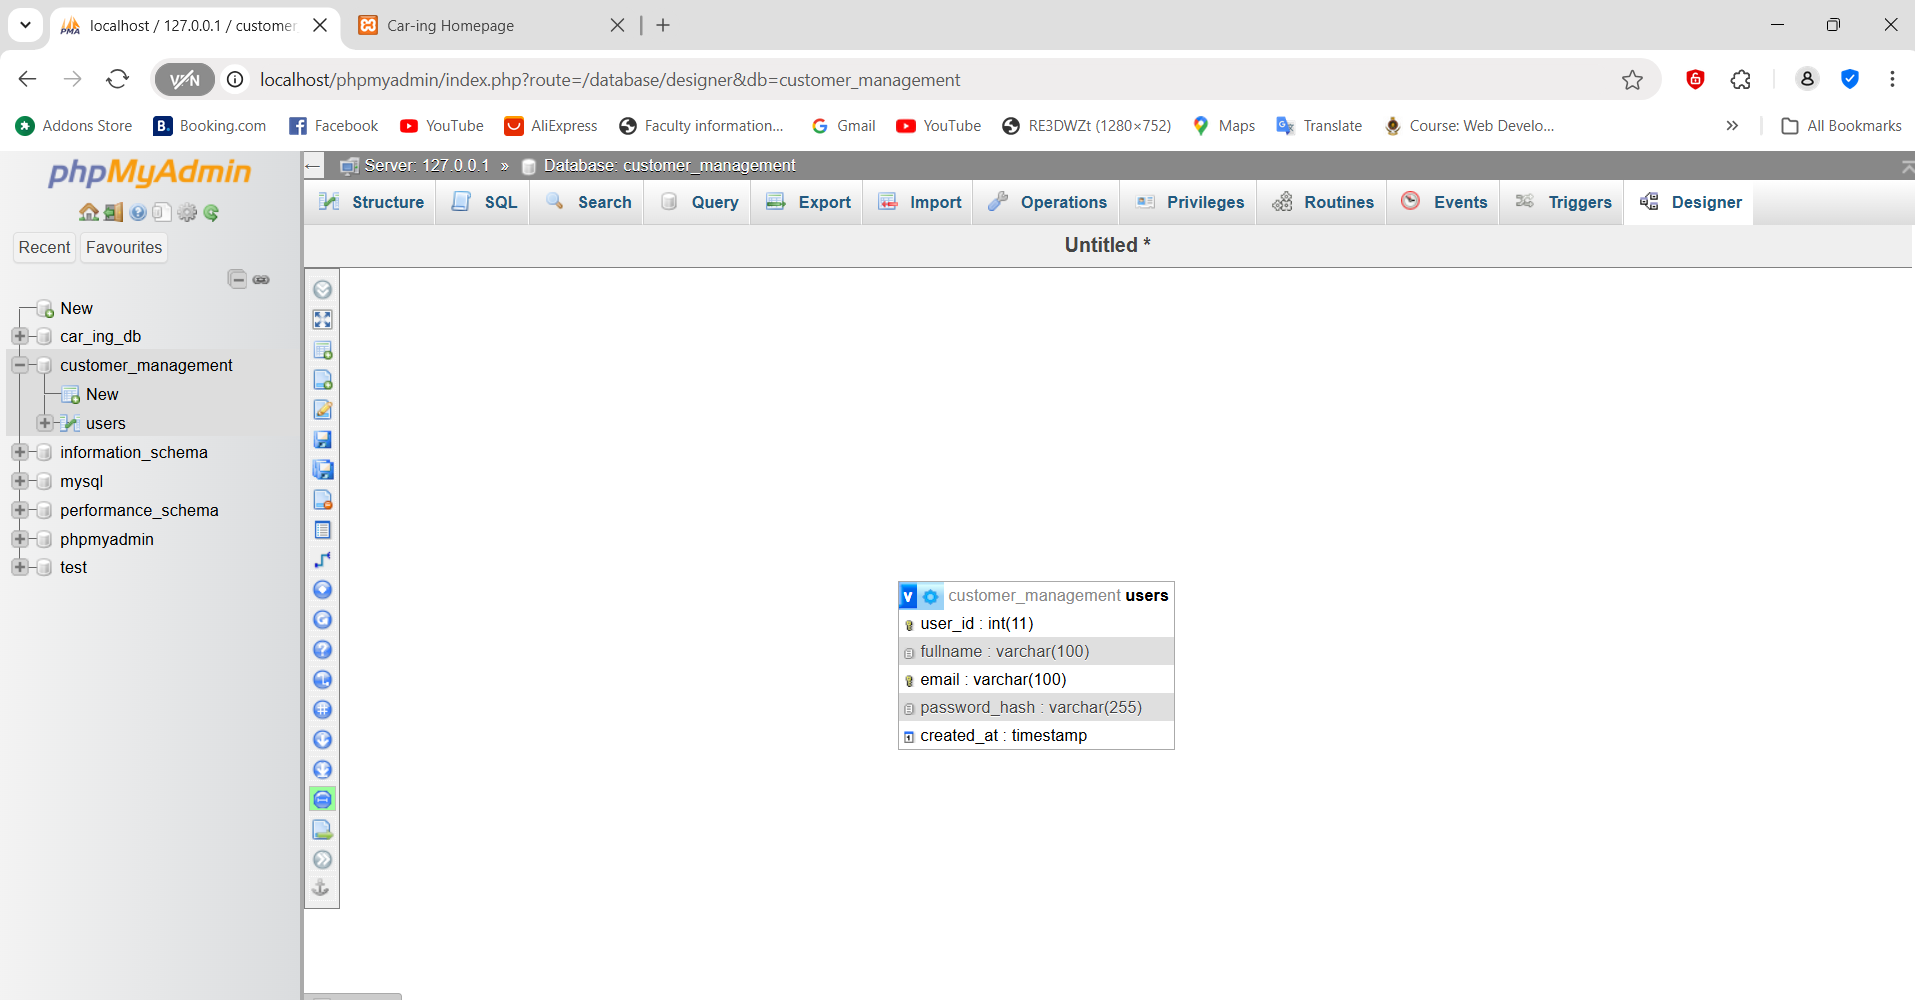 localhost / 127.0.0.1 / customer
Car-ing Homepage
VPN
localhost/phpmyadmin/index.php?route=/database/designer&db=customer_management
Addons Store
B. Booking.com
Facebook
YouTube
AliExpress
Faculty information...
Gmail
YouTube
RE3DWZt (1280×752)
Maps
Translate
Course: Web Develo...
» All Bookmarks
phpMyAdmin
Server: 127.0.0.1 » Database: customer_management
Structure
SQL
Search
Query
Export
Import
Operations
Privileges
Routines
Events
Triggers
Designer
Recent
Favourites
Untitled *
New
car_ing_db
customer_management
New
users
information_schema
mysql
performance_schema
phpmyadmin
test
v customer_management users
user_id : int(11)
fullname : varchar(100)
email : varchar(100)
password_hash : varchar(255)
created_at : timestamp